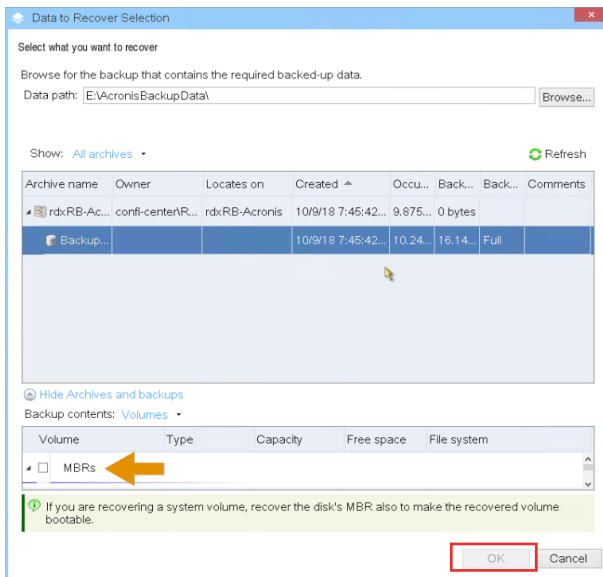 Data to Recover Selection
Select what you want to recover
Browse for the backup that contains the required backed-up data.
Data path: E:\AcronisBackupData\ Browse...
Show: All archives Refresh
Archive name Owner Locates on Created Occu... Back... Back... Comments
rdxRB-Ac... confi-center\R... rdxRB-Acronis 10/9/18 7:45:42... 9.875... 0 bytes
Backup... 10/9/18 7:45:42... 10.24... 16.14... Full
Hide Archives and backups
Backup contents: Volumes
Volume Type Capacity Free space File system
MBRs
If you are recovering a system volume, recover the disk's MBR also to make the recovered volume
bootable.
OK Cancel